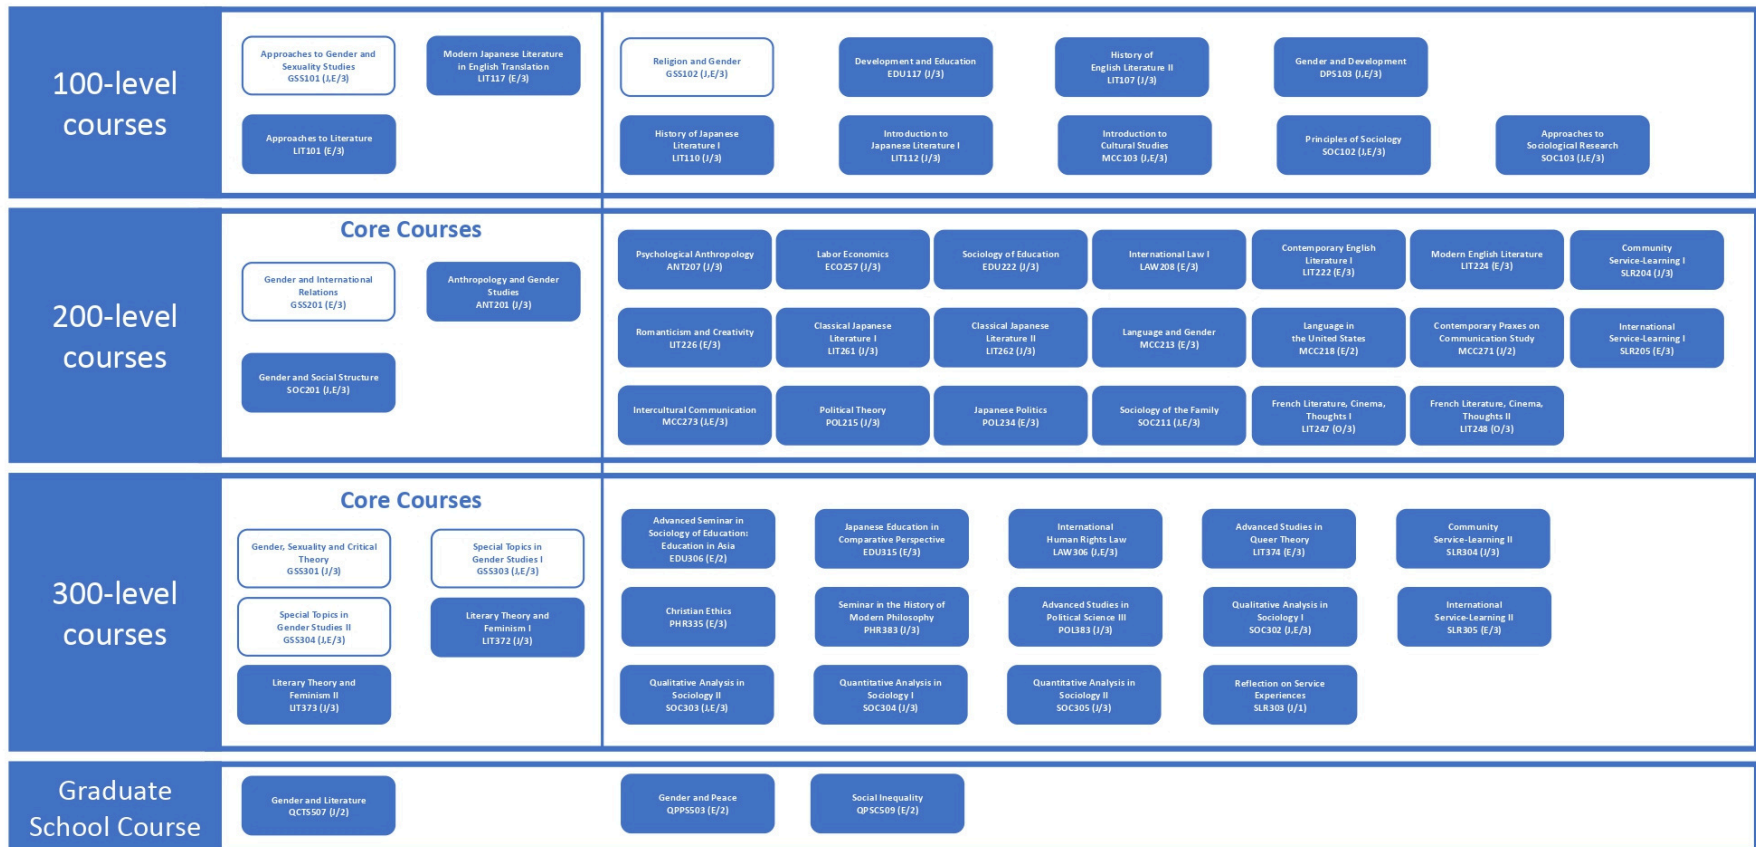 100-level
courses
Approaches to Gender and
Sexuality Studies
GSS101 (J,E/3)
Modern Japanese Literature
in English Translation
LIT117 (E/3)
Approaches to Literature
LIT101 (E/3)
Religion and Gender
GSS102 (J,E/3)
Development and Education
EDU117 (J/3)
History of
English Literature II
LIT107 (J/3)
Gender and Development
DPS103 (J,E/3)
History of Japanese
Literature I
LIT110 (J/3)
Introduction to
Japanese Literature I
LIT112 (J/3)
Introduction to
Cultural Studies
MCC103 (J,E/3)
Principles of Sociology
SOC102 (J,E/3)
Approaches to
Sociological Research
SOC103 (J,E/3)
200-level
courses
Core Courses
Gender and International
Relations
GSS201 (E/3)
Anthropology and Gender
Studies
ANT201 (J/3)
Gender and Social Structure
SOC201 (J,E/3)
Psychological Anthropology
ANT207 (J/3)
Labor Economics
ECO257 (J/3)
Sociology of Education
EDU222 (J/3)
International Law I
LAW208 (E/3)
Contemporary English
Literature I
LIT222 (E/3)
Modern English Literature
LIT224 (E/3)
Community
Service-Learning I
SLR204 (J/3)
Romanticism and Creativity
LIT226 (E/3)
Classical Japanese
Literature I
LIT261 (J/3)
Classical Japanese
Literature II
LIT262 (J/3)
Language and Gender
MCC213 (E/3)
Language in
the United States
MCC218 (E/2)
Contemporary Praxes on
Communication Study
MCC271 (J/2)
International
Service-Learning I
SLR205 (E/3)
Intercultural Communication
MCC273 (J,E/3)
Political Theory
POL215 (J/3)
Japanese Politics
POL234 (E/3)
Sociology of the Family
SOC211 (J,E/3)
French Literature, Cinema,
Thoughts I
LIT247 (O/3)
French Literature, Cinema,
Thoughts II
LIT248 (O/3)
300-level
courses
Core Courses
Gender, Sexuality and Critical
Theory
GSS301 (J/3)
Special Topics in
Gender Studies I
GSS303 (J,E/3)
Special Topics in
Gender Studies II
GSS304 (J,E/3)
Literary Theory and
Feminism I
LIT372 (J/3)
Literary Theory and
Feminism II
LIT373 (J/3)
Advanced Seminar in
Sociology of Education:
Education in Asia
EDU306 (E/2)
Japanese Education in
Comparative Perspective
EDU315 (E/3)
International
Human Rights Law
LAW306 (J,E/3)
Advanced Studies in
Queer Theory
LIT374 (E/3)
Community
Service-Learning II
SLR304 (J/3)
Christian Ethics
PHR335 (E/3)
Seminar in the History of
Modern Philosophy
PHR383 (J/3)
Advanced Studies in
Political Science III
POL383 (J/3)
Qualitative Analysis in
Sociology I
SOC302 (J,E/3)
International
Service-Learning II
SLR305 (E/3)
Qualitative Analysis in
Sociology II
SOC303 (J,E/3)
Quantitative Analysis in
Sociology I
SOC304 (J/3)
Quantitative Analysis in
Sociology II
SOC305 (J/3)
Reflection on Service
Experiences
SLR303 (J/1)
Graduate
School Course
Gender and Literature
QCTS507 (J/2)
Gender and Peace
QPPS503 (E/2)
Social Inequality
QPSC509 (E/2)